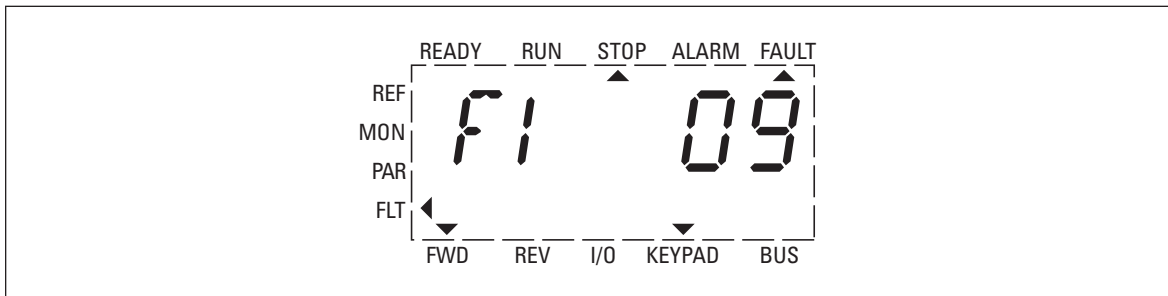 READY RUN STOP ALARM FAULT
REF
F1 09
MON
PAR
FLT
FWD REV I/O KEYPAD BUS